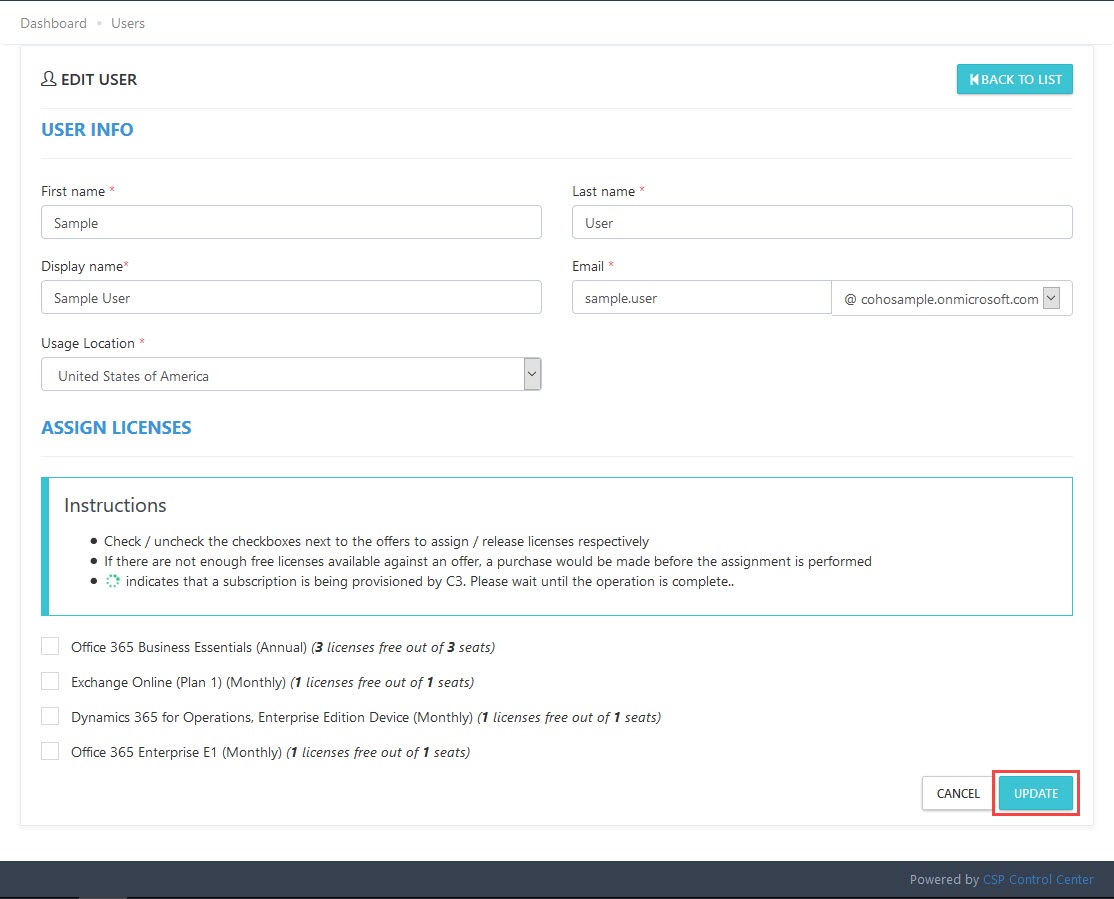 Dashboard • Users
EDIT USER
BACK TO LIST
USER INFO
First name *
Last name *
Sample
User
Display name*
Email *
Sample User
sample.user
@ cohosample.onmicrosoft.com
Usage Location *
United States of America
ASSIGN LICENSES
Instructions
• Check / uncheck the checkboxes next to the offers to assign / release licenses respectively
• If there are not enough free licenses available against an offer, a purchase would be made before the assignment is performed
• indicates that a subscription is being provisioned by C3. Please wait until the operation is complete..
Office 365 Business Essentials (Annual) (3 licenses free out of 3 seats)
Exchange Online (Plan 1) (Monthly) (1 licenses free out of 1 seats)
Dynamics 365 for Operations, Enterprise Edition Device (Monthly) (1 licenses free out of 1 seats)
Office 365 Enterprise E1 (Monthly) (1 licenses free out of 1 seats)
CANCEL
UPDATE
Powered by CSP Control Center